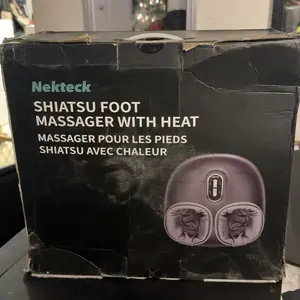 Nekteck
SHIATSU FOOT
MASSAGER WITH HEAT
MASSAGER POUR LES PIEDS
SHIATSU AVEC CHALEUR